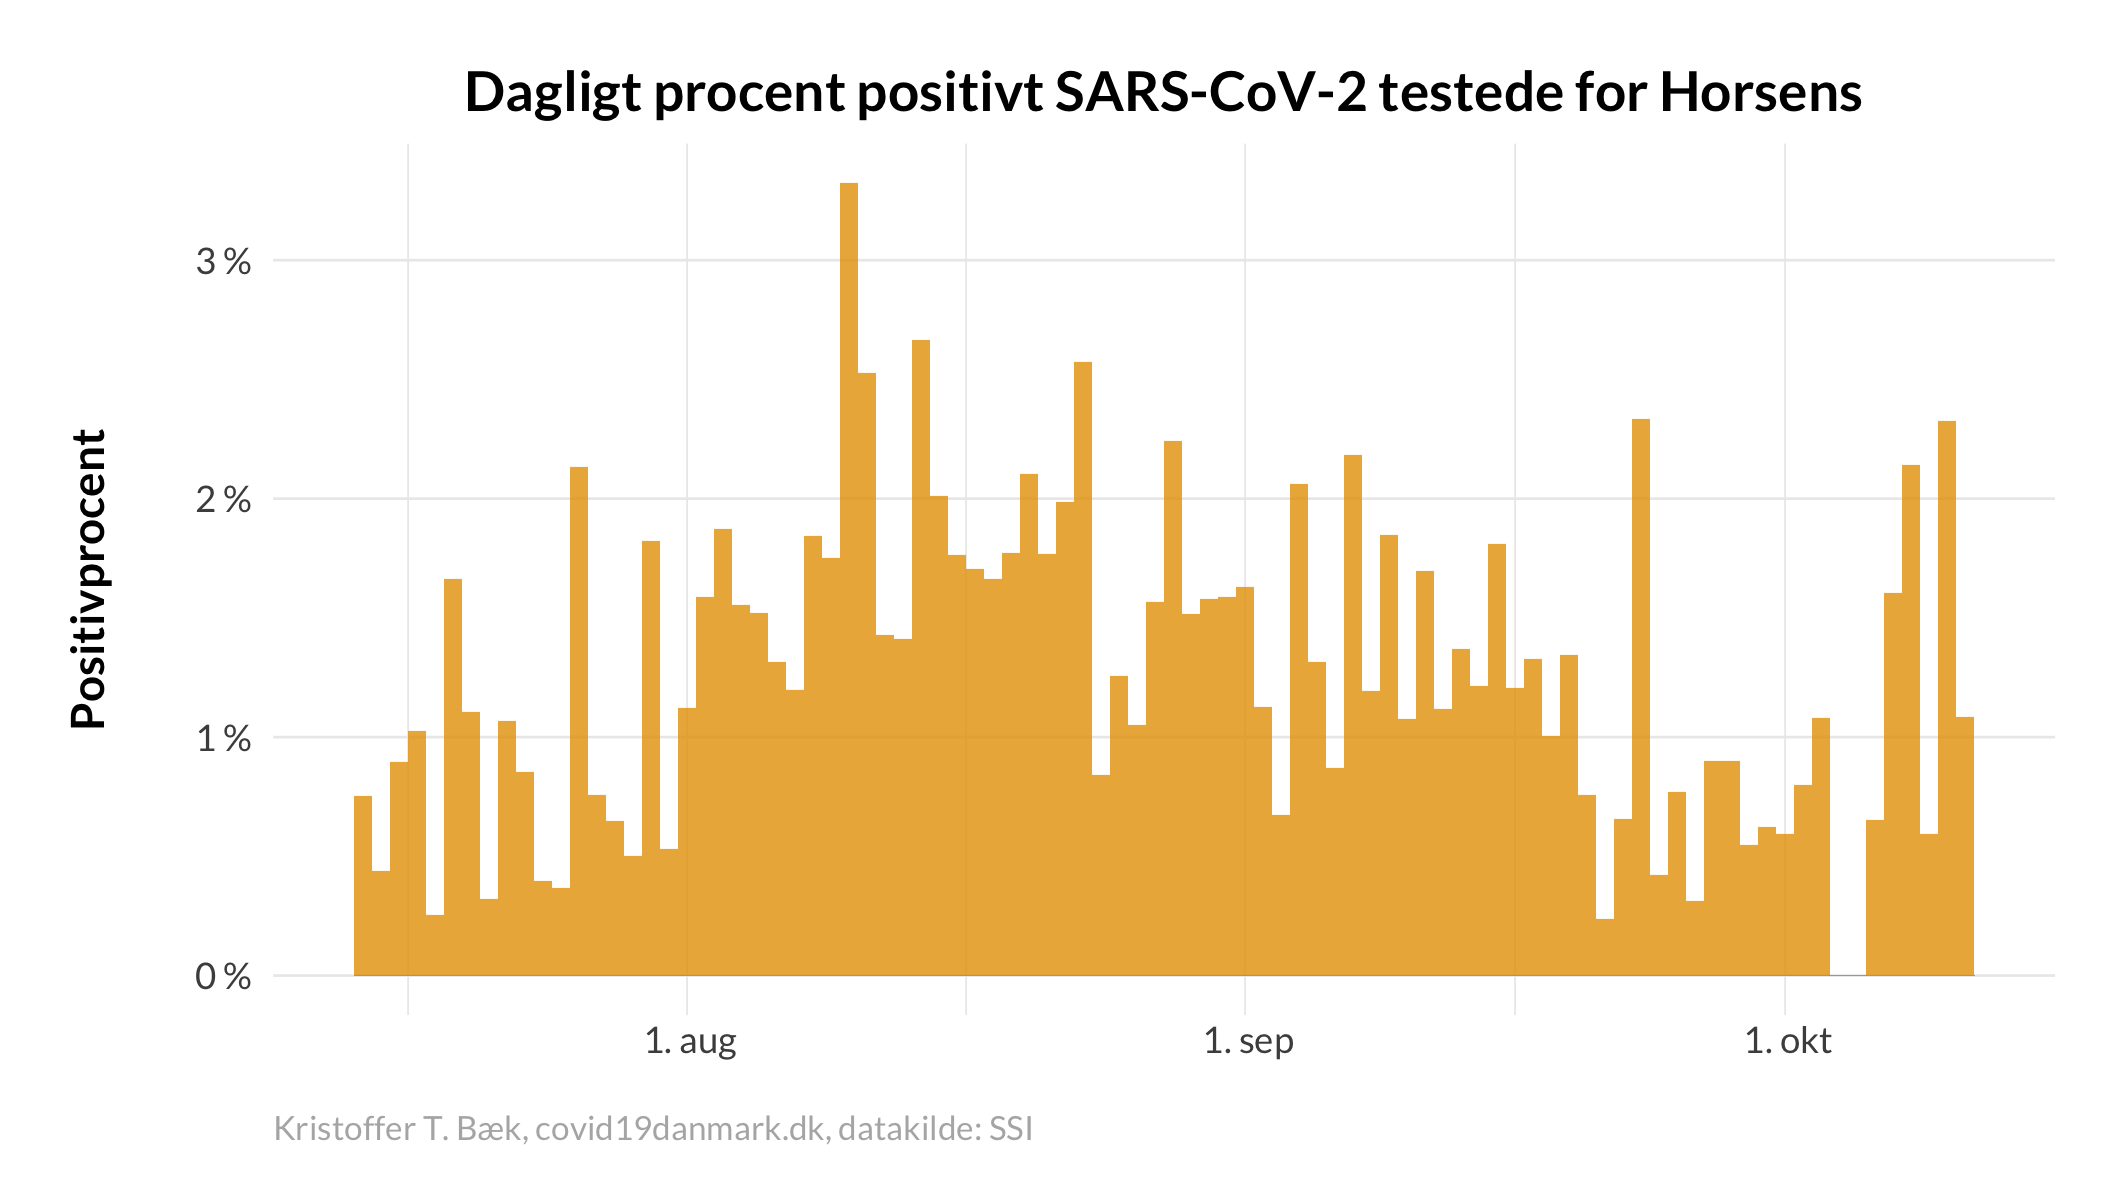 Dagligt procent positivt SARS-CoV-2 testede for Horsens
Positivprocent
3 %
2 %
1 %
0 %
1. aug
1. sep
1. okt
Kristoffer T. Bæk, covid19danmark.dk, datakilde: SSI